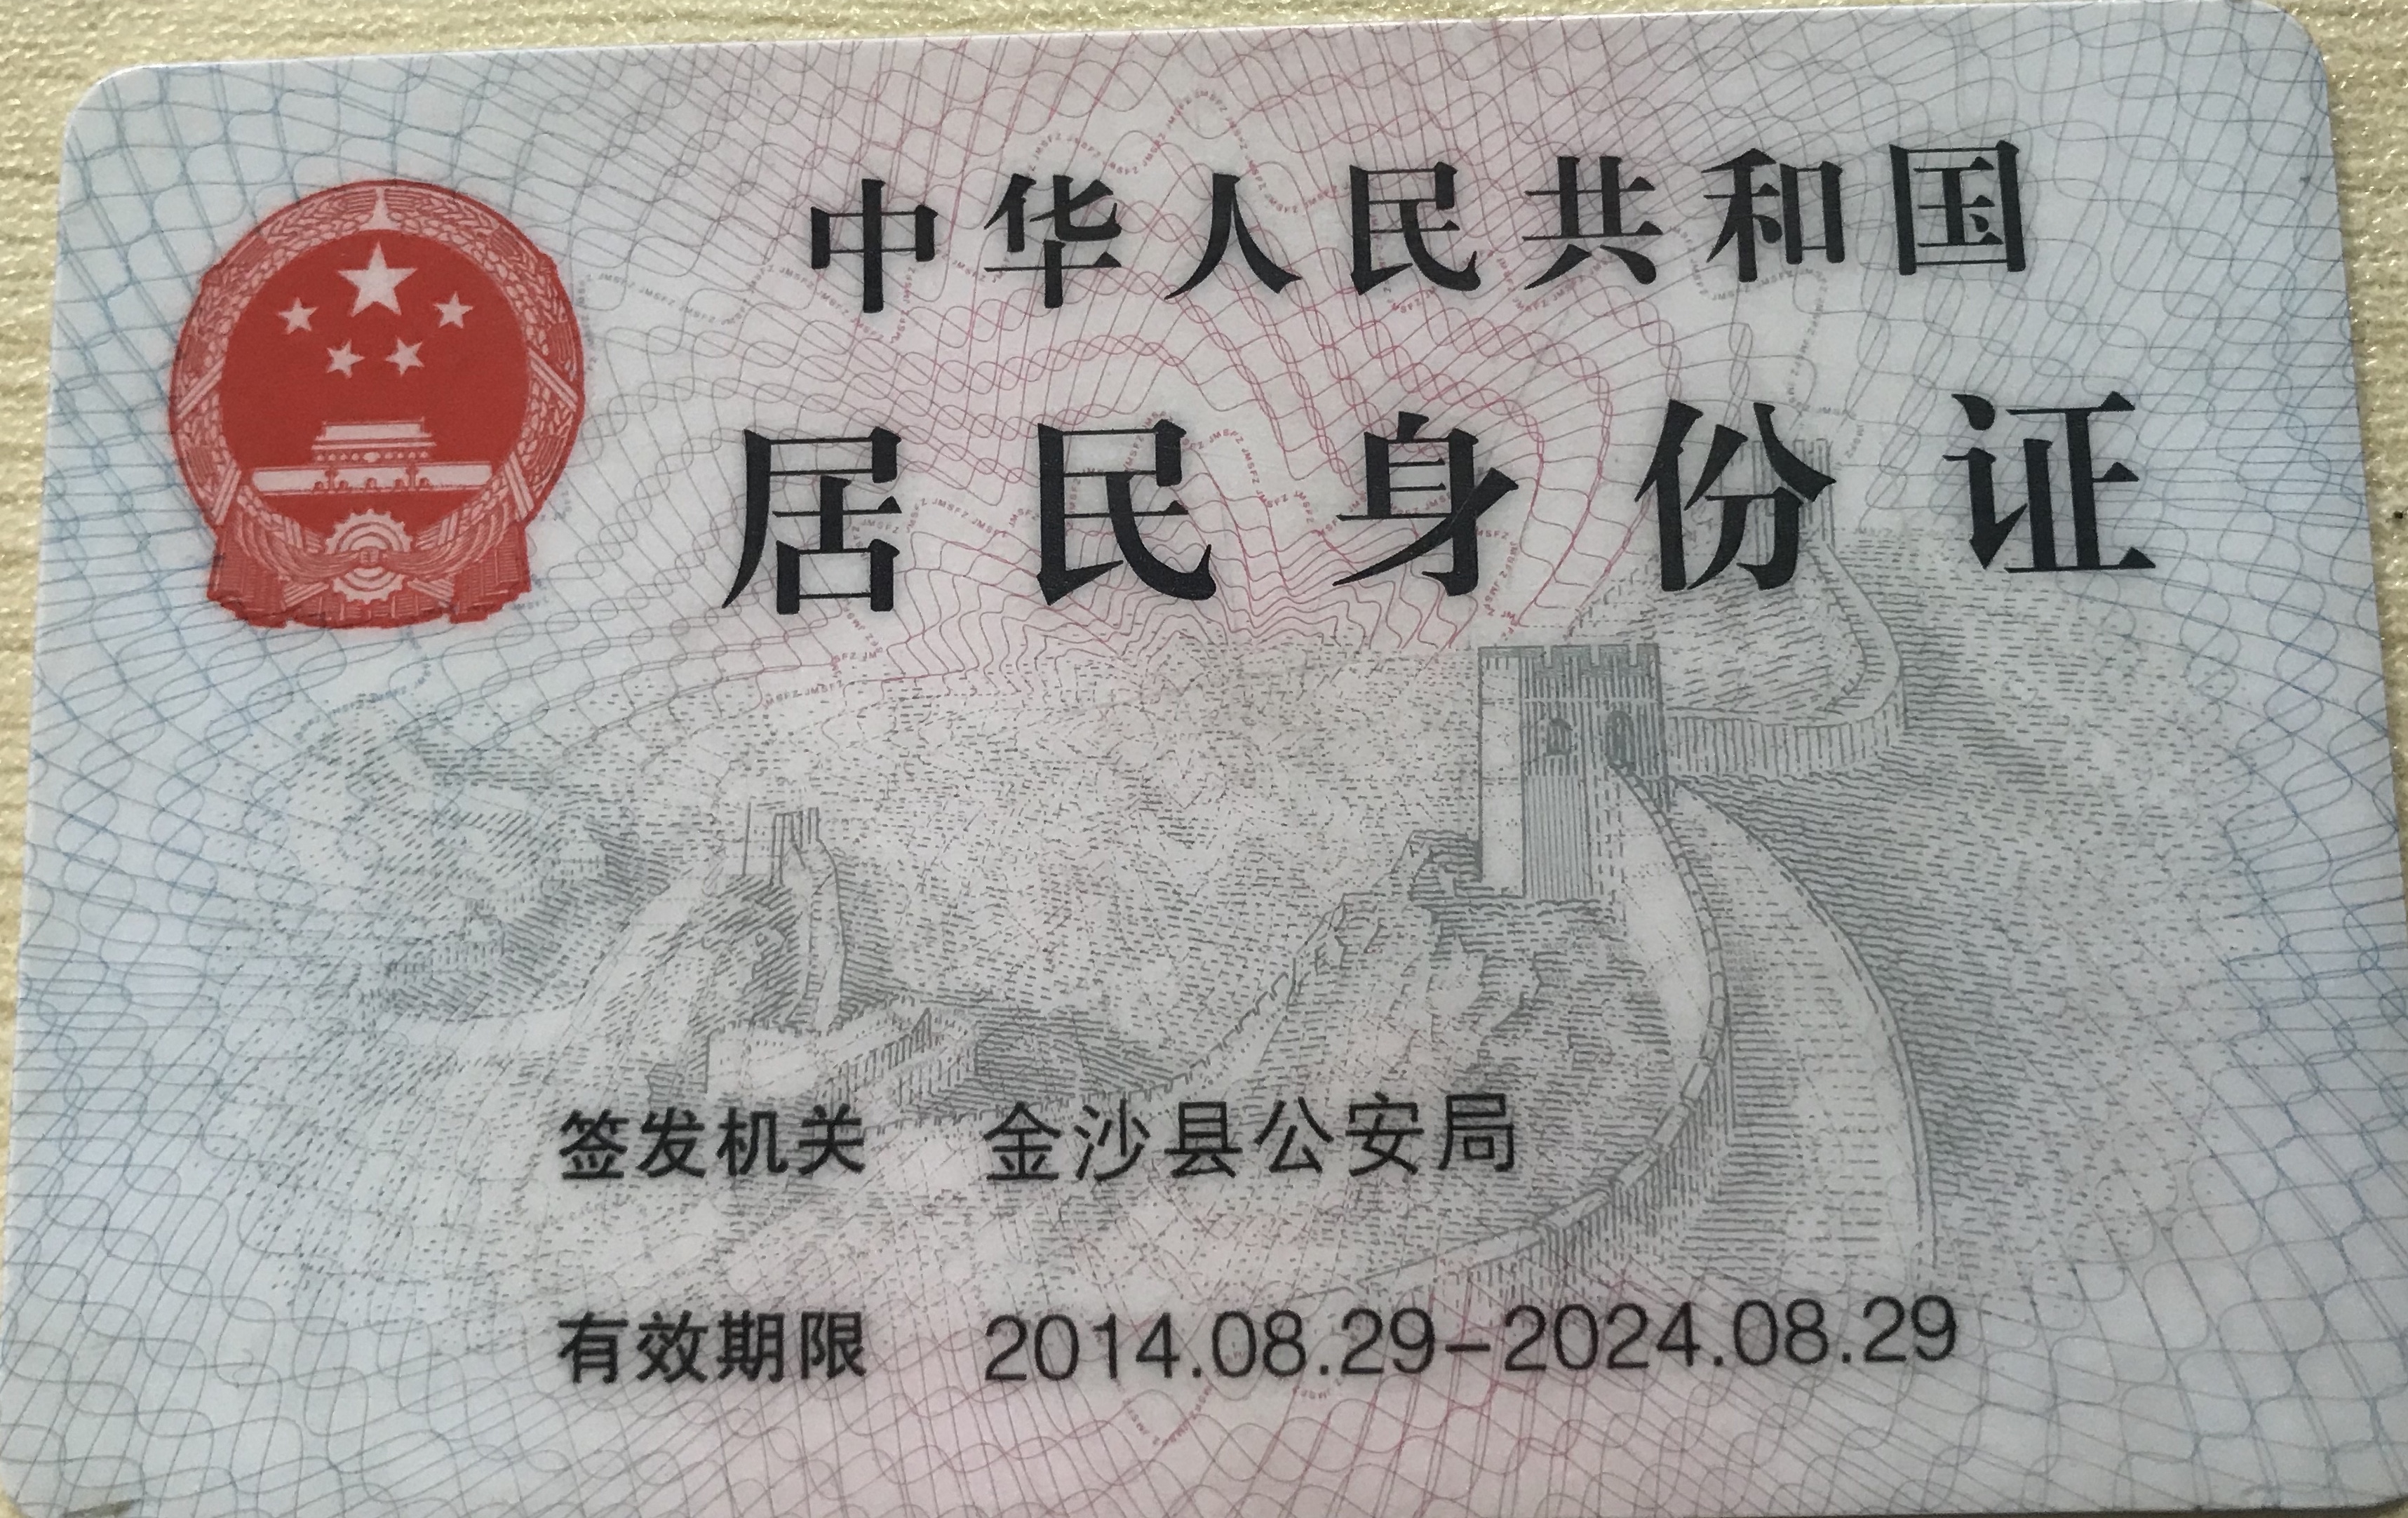 中华人民共和国
居民身份证
签发机关 金沙县公安局
有效期限 2014.08.29-2024.08.29